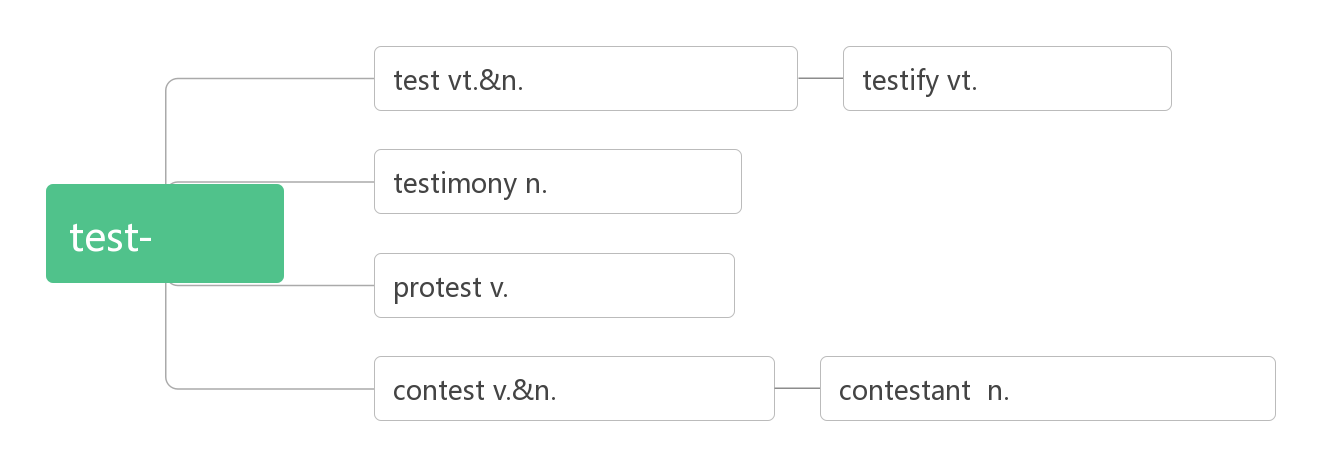 test vt.&n.
testify vt.
testimony n.
test-
protest v.
contest v.&n.
contestant  n.